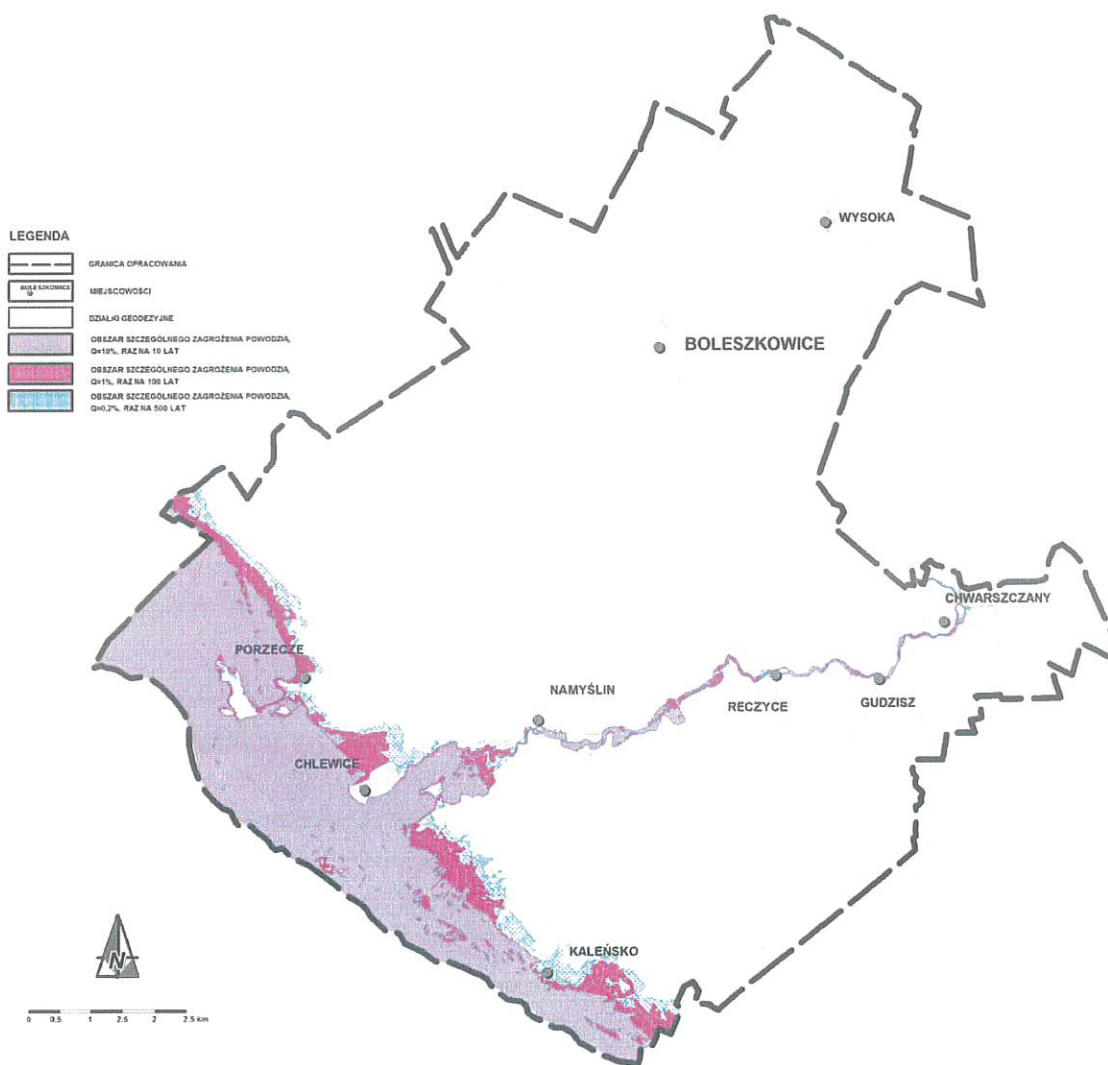 WYSOKA
LEGENDA
GRANICA OPRACOWANIA
BOLESZKOWICE
MIEJSCOWOŚCI
DZIAŁKI GEODEZYJNE
OBSZAR SZCZEGÓLNEGO ZAGROŻENIA POWODZIĄ,
Q=10%, RAZ NA 10 LAT
OBSZAR SZCZEGÓLNEGO ZAGROŻENIA POWODZIĄ,
Q=1%, RAZ NA 100 LAT
OBSZAR SZCZEGÓLNEGO ZAGROŻENIA POWODZIĄ,
Q=0,2%, RAZ NA 500 LAT
BOLESZKOWICE
CHWARSZCZANY
PORZECZE
NAMYŚLIN
RECZYCE
GUDZISZ
CHLEWICE
KALEŃSKO
N
0 0.5 1 2.5 2 2.5 km